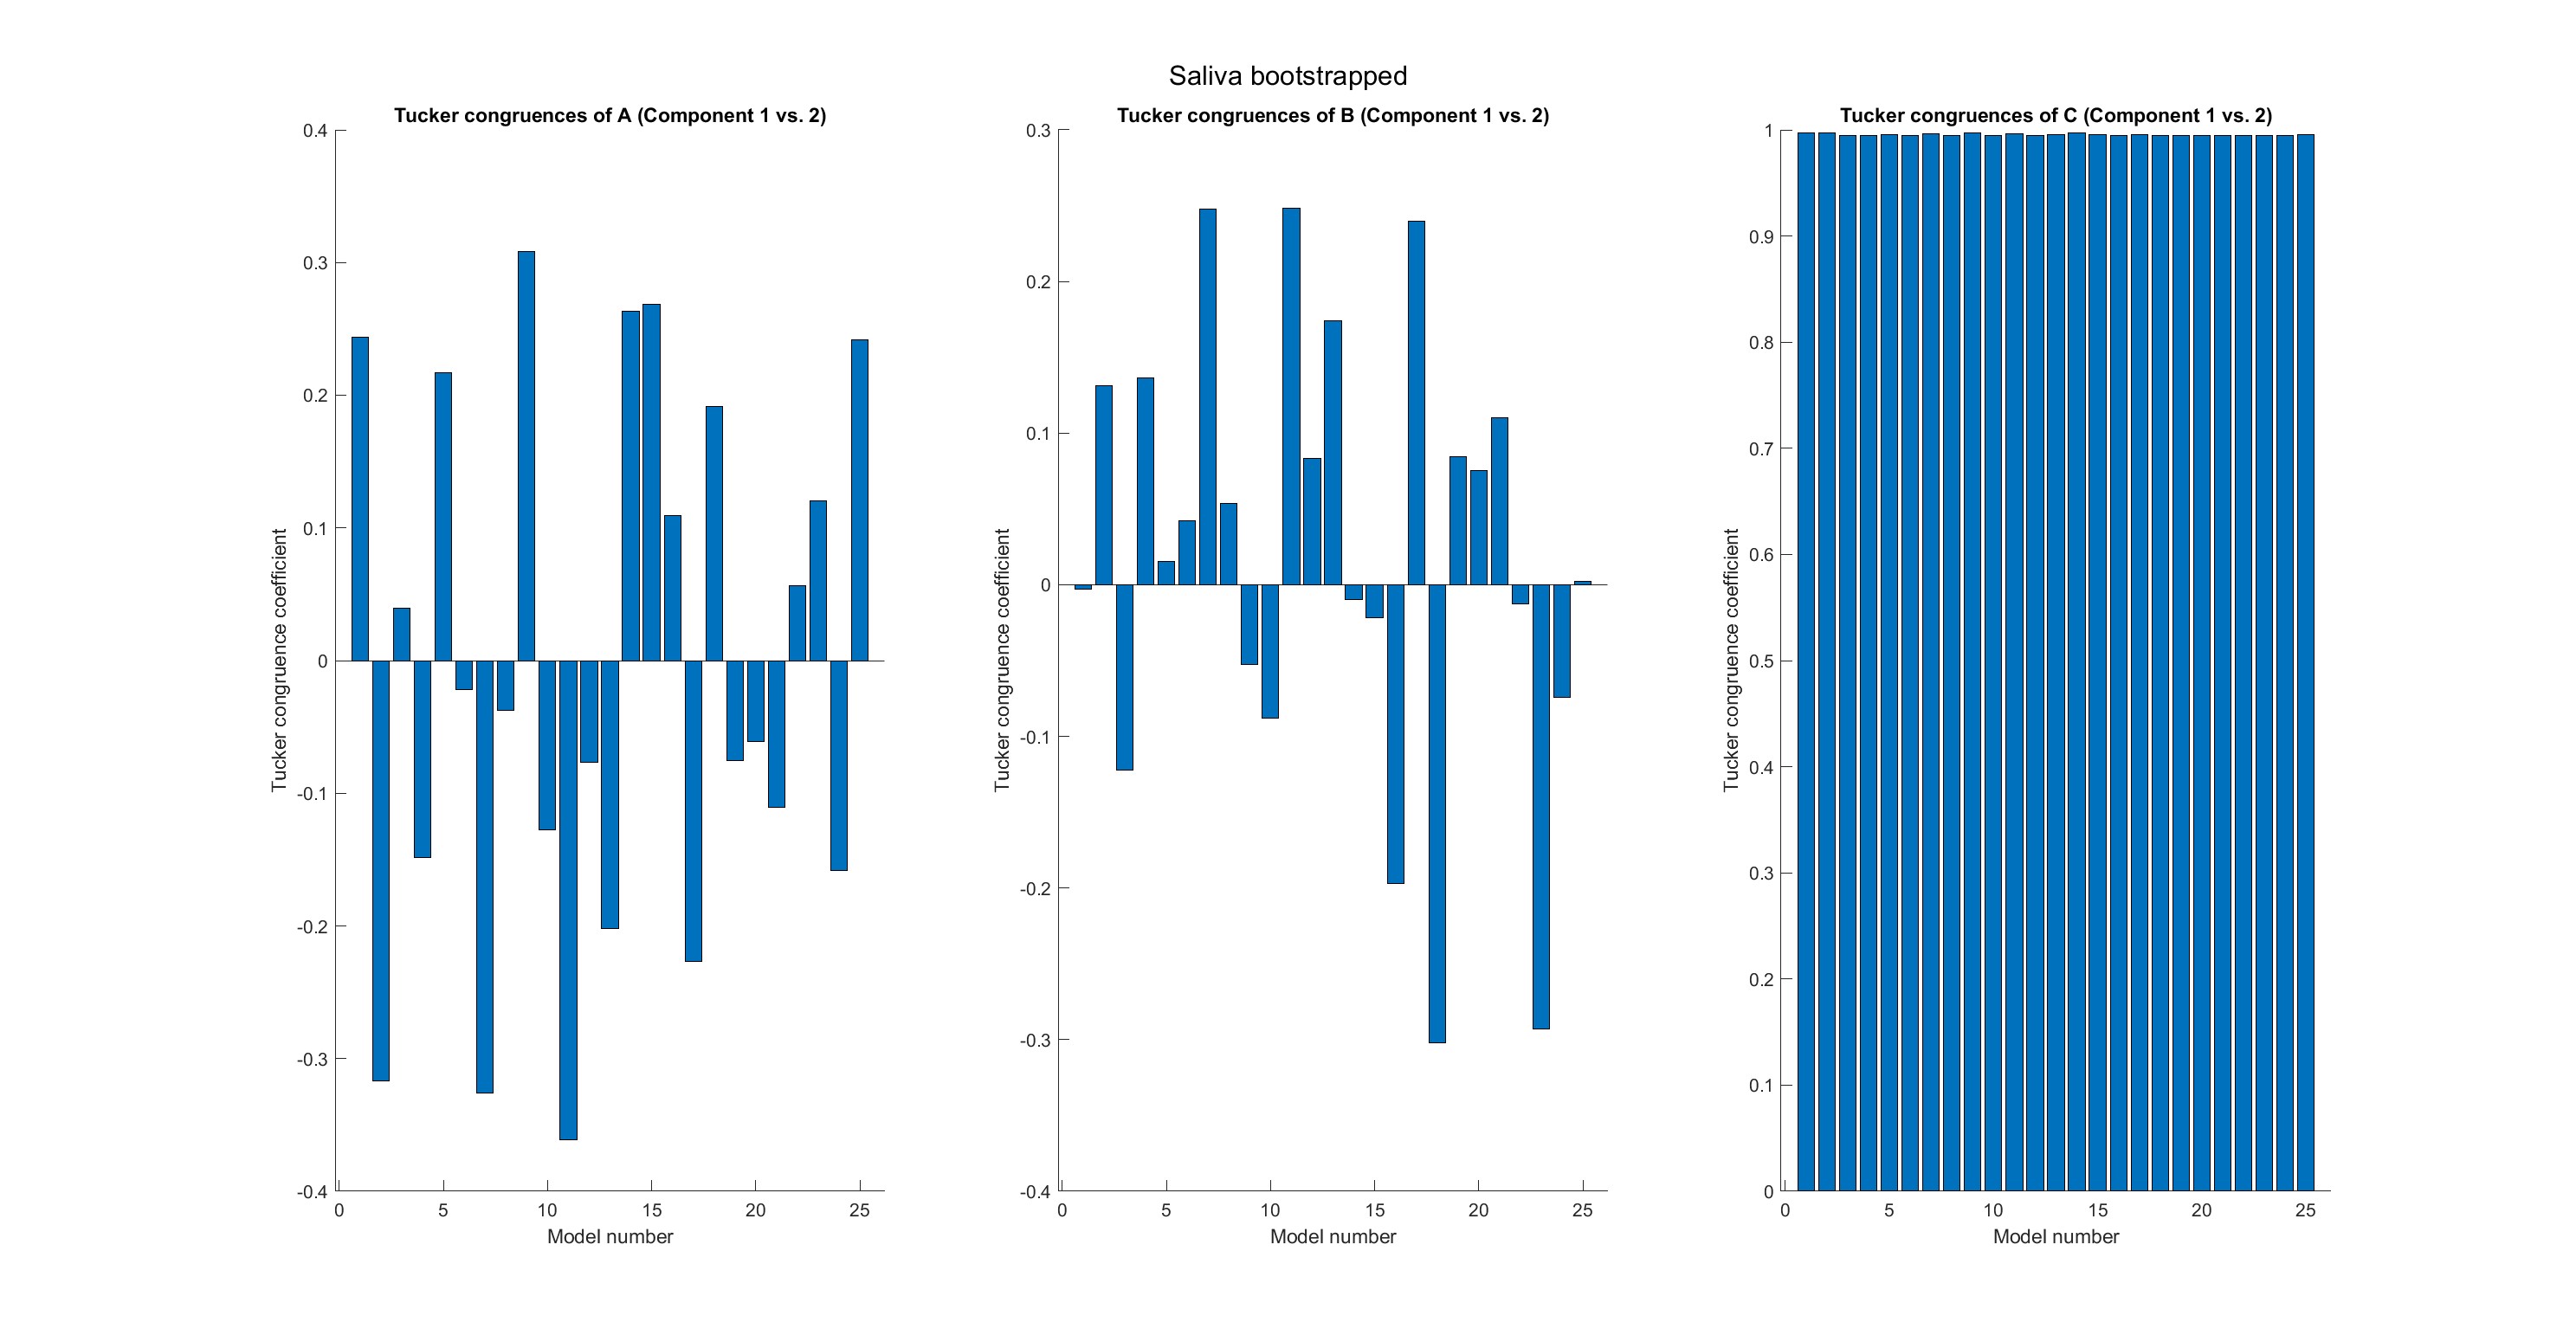 Saliva bootstrapped
Tucker congruences of A (Component 1 vs. 2)
Tucker congruence coefficient
0.4
0.3
0.2
0.1
0
-0.1
-0.2
-0.3
-0.4
0 5 10 15 20 25
Model number
Tucker congruences of B (Component 1 vs. 2)
Tucker congruence coefficient
0.3
0.2
0.1
0
-0.1
-0.2
-0.3
-0.4
0 5 10 15 20 25
Model number
Tucker congruences of C (Component 1 vs. 2)
Tucker congruence coefficient
1
0.9
0.8
0.7
0.6
0.5
0.4
0.3
0.2
0.1
0
0 5 10 15 20 25
Model number